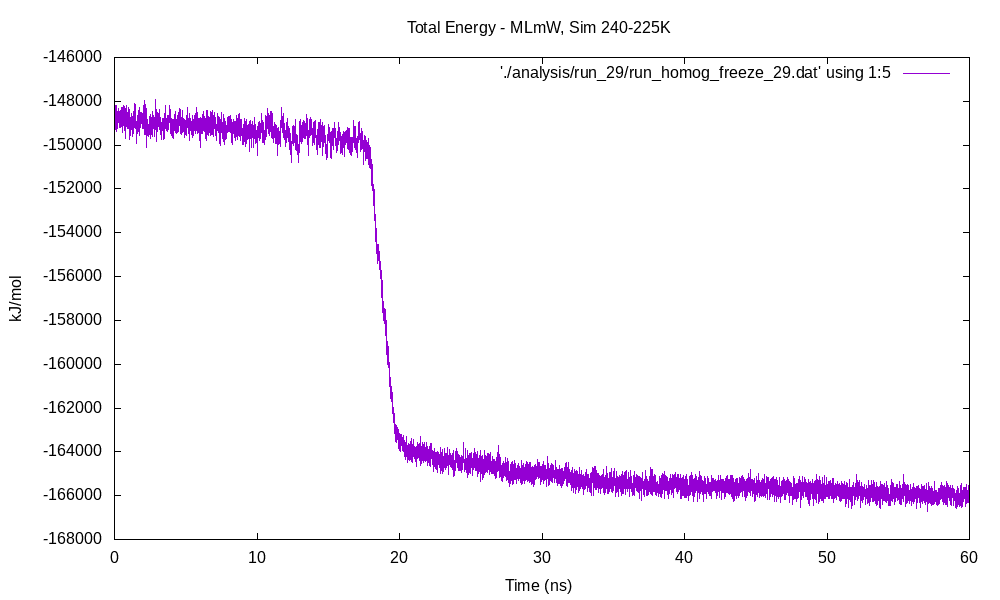 Total Energy - MLmW, Sim 240-225K
'./analysis/run_29/run_homog_freeze_29.dat' using 1:5
-146000
-148000
-150000
-152000
-154000
-156000
-158000
-160000
-162000
-164000
-166000
-168000
kJ/mol
0 10 20 30 40 50 60
Time (ns)